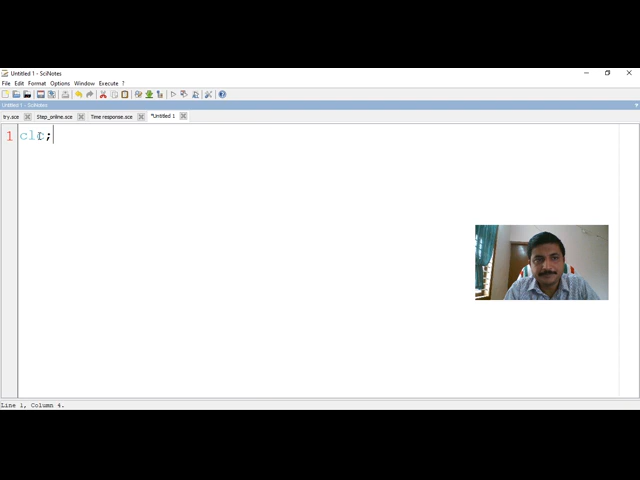 Untitled 1 - SciNotes
File Edit Format Options Window Execute ?
Untitled 1 - SciNotes
try.sce Step_online.sce Time response.sce *Untitled 1
1 clc;
Line 1, Column 4.